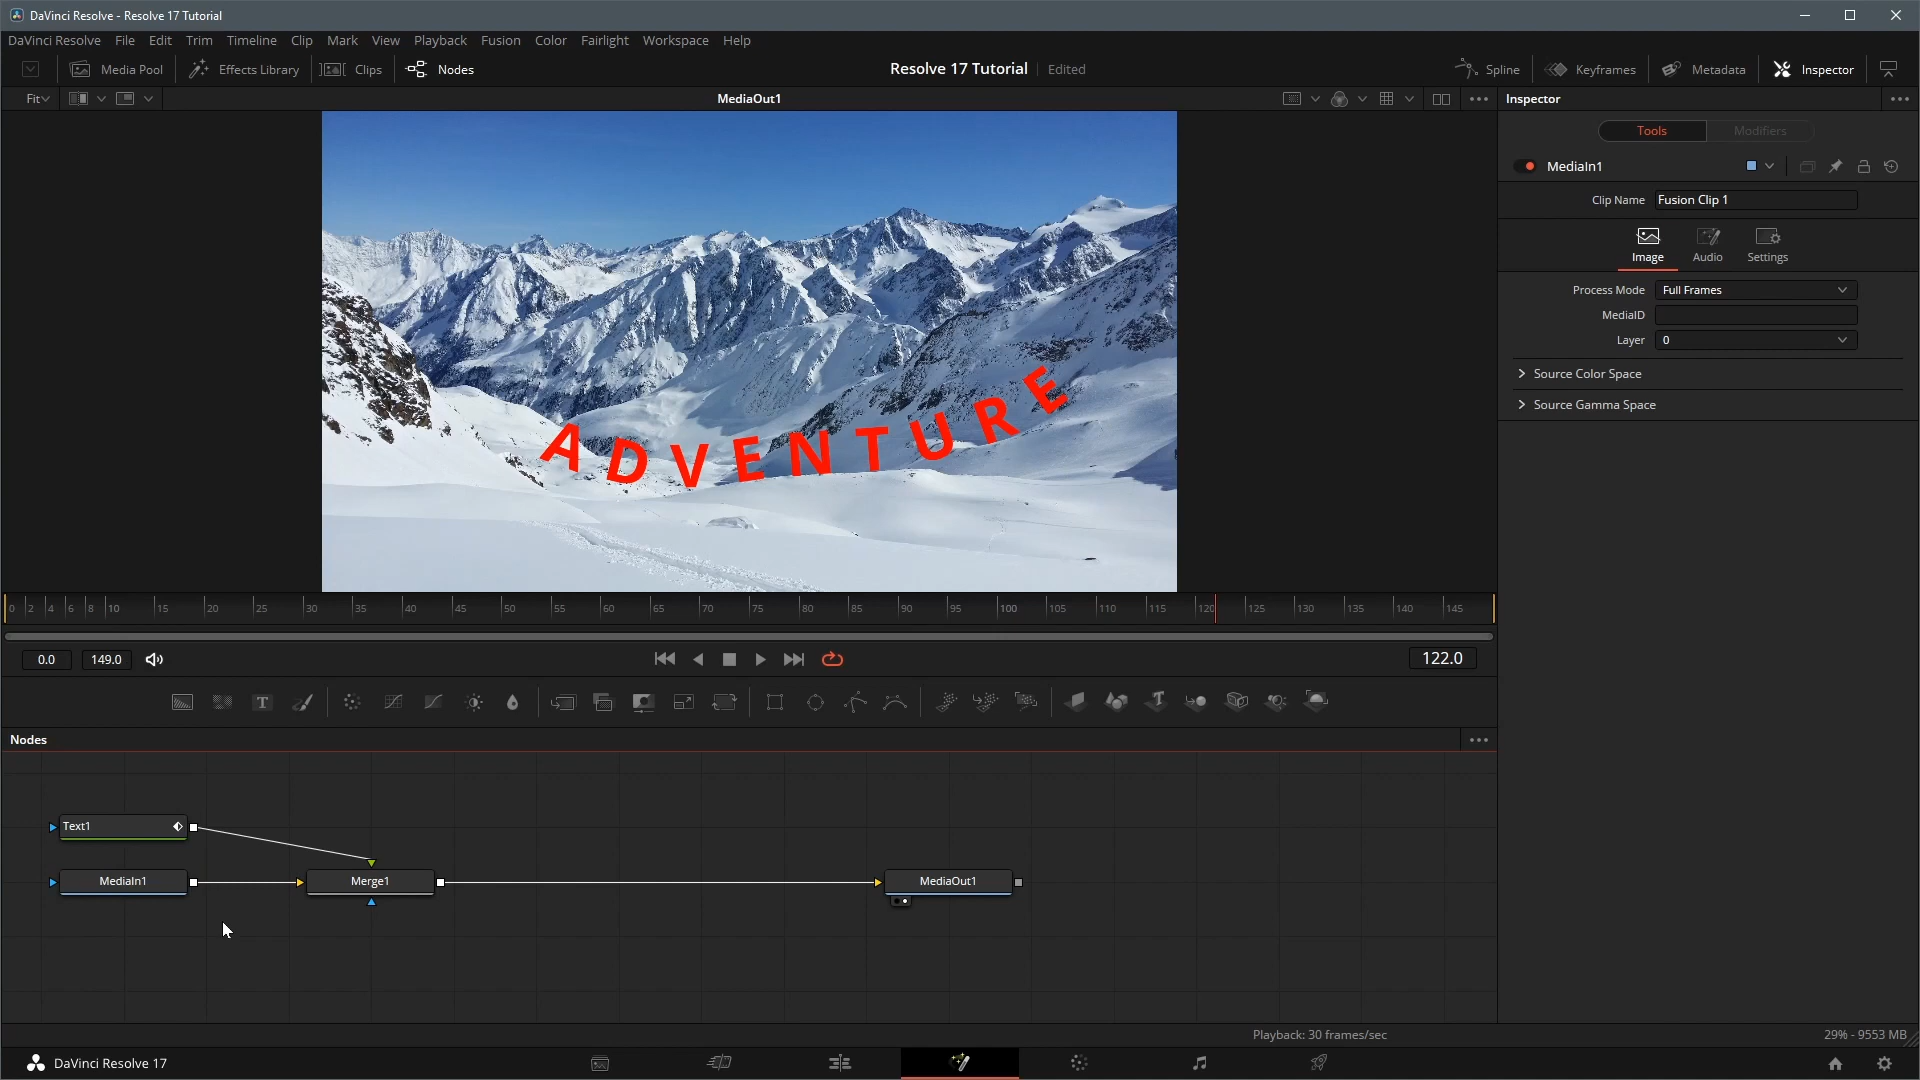 DaVinci Resolve - Resolve 17 Tutorial
DaVinci Resolve File Edit Trim Timeline Clip Mark View Playback Fusion Color Fairlight Workspace Help
Media Pool Effects Library Clips Nodes Resolve 17 Tutorial Edited Spline Keyframes Metadata Inspector
Fit MediaOut1 Inspector
Tools Modifiers
MediaIn1
Clip Name Fusion Clip 1
Image Audio Settings
Process Mode Full Frames
MediaID
Layer 0
Source Color Space
Source Gamma Space
ADVENTURE
0 2 4 6 8 10 15 20 25 30 35 40 45 50 55 60 65 70 75 80 85 90 95 100 105 110 115 120 125 130 135 140 145
0.0 149.0 122.0
T T
Nodes
Text1
MediaIn1 Merge1 MediaOut1
Playback: 30 frames/sec 29% - 9553 MB
DaVinci Resolve 17